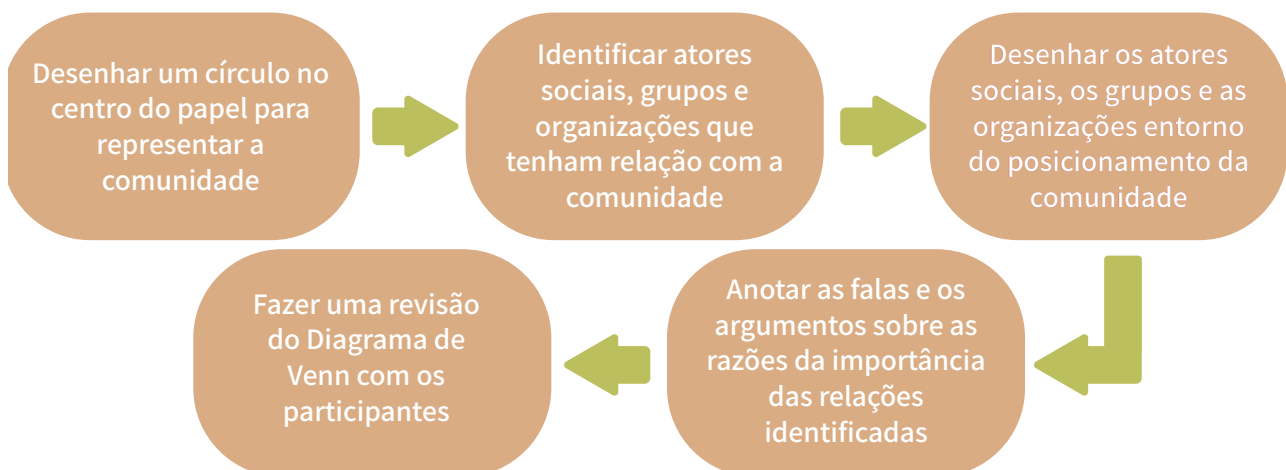 Desenhar um círculo no
centro do papel para
representar a
comunidade
Identificar atores
sociais, grupos e
organizações que
tenham relação com a
comunidade
Desenhar os atores
sociais, os grupos e as
organizações entorno
do posicionamento da
comunidade
Anotar as falas e os
argumentos sobre as
razões da importância
das relações
identificadas
Fazer uma revisão
do Diagrama de
Venn com os
participantes